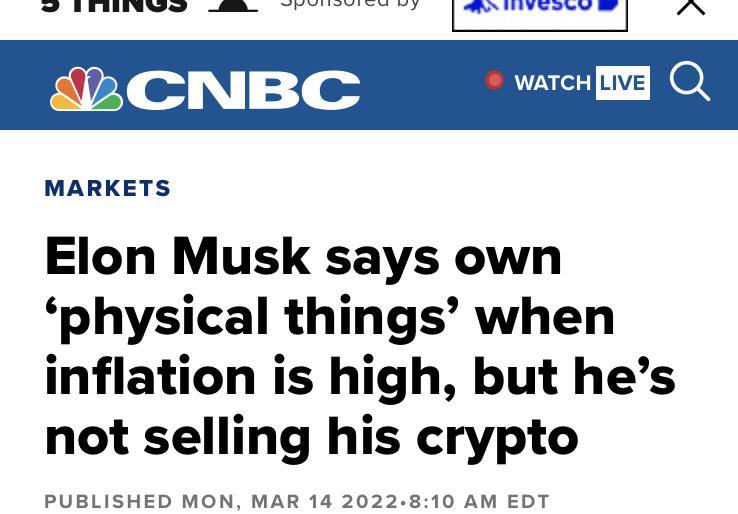 5 THINGS Sponsored by Invesco
CNBC WATCH LIVE
MARKETS
Elon Musk says own
‘physical things’ when
inflation is high, but he’s
not selling his crypto
PUBLISHED MON, MAR 14 2022•8:10 AM EDT